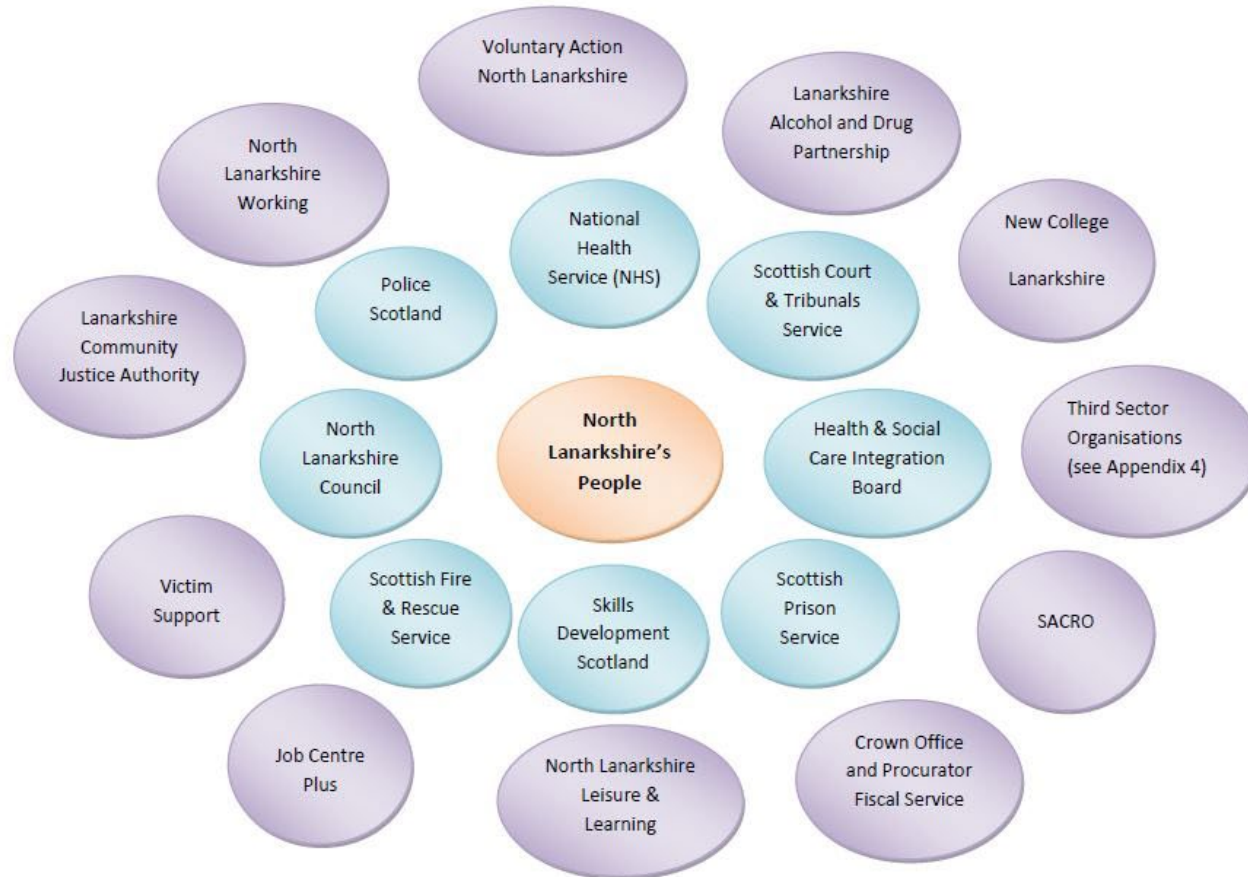 Voluntary Action
North Lanarkshire
Lanarkshire
Alcohol and Drug
Partnership
North
Lanarkshire
Working
National
Health
Service (NHS)
New College
Lanarkshire
Police
Scotland
Scottish Court
& Tribunals
Service
Lanarkshire
Community
Justice Authority
North
Lanarkshire
Council
North
Lanarkshire’s
People
Health & Social
Care Integration
Board
Third Sector
Organisations
(see Appendix 4)
Victim
Support
Scottish Fire
& Rescue
Service
Skills
Development
Scotland
Scottish
Prison
Service
SACRO
Job Centre
Plus
North Lanarkshire
Leisure &
Learning
Crown Office
and Procurator
Fiscal Service